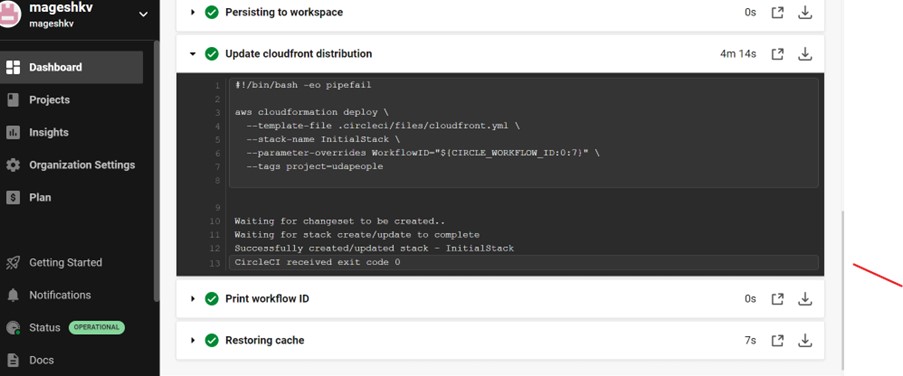 mageshkv
mageshkv
Dashboard
Projects
Insights
Organization Settings
Plan
Getting Started
Notifications
Status OPERATIONAL
Docs
Persisting to workspace 0s
Update cloudfront distribution 4m 14s
1 #!/bin/bash -eo pipefail
2
3 aws cloudformation deploy \
4 --template-file .circleci/files/cloudfront.yml \
5 --stack-name InitialStack \
6 --parameter-overrides WorkflowID="${CIRCLE_WORKFLOW_ID:0:7}" \
7 --tags project=udapeople
8
9
10 Waiting for changeset to be created..
11 Waiting for stack create/update to complete
12 Successfully created/updated stack - InitialStack
13 CircleCI received exit code 0
Print workflow ID 0s
Restoring cache 7s